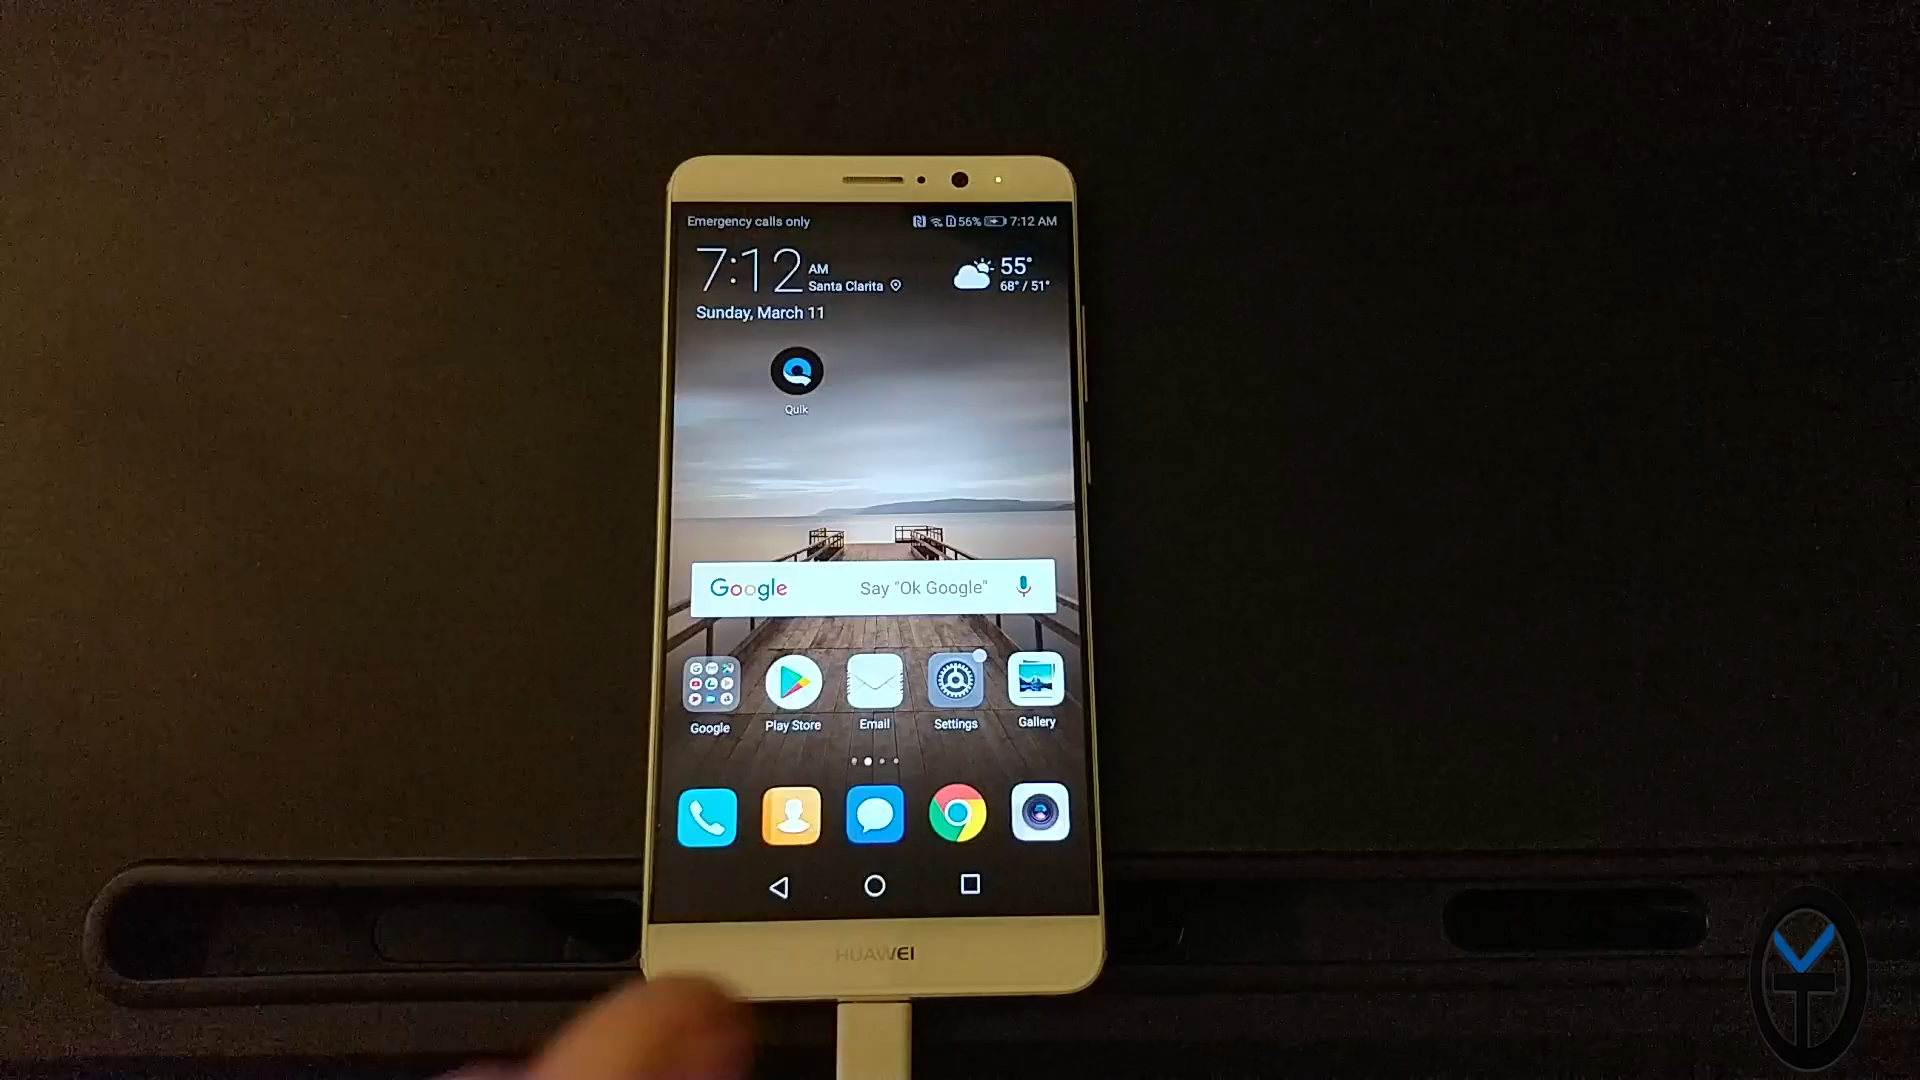 Emergency calls only
56% 7:12 AM
7:12 AM
Santa Clarita
55°
68° / 51°
Sunday, March 11
Quik
Google Say "Ok Google"
Google Play Store Email Settings Gallery
HUAWEI